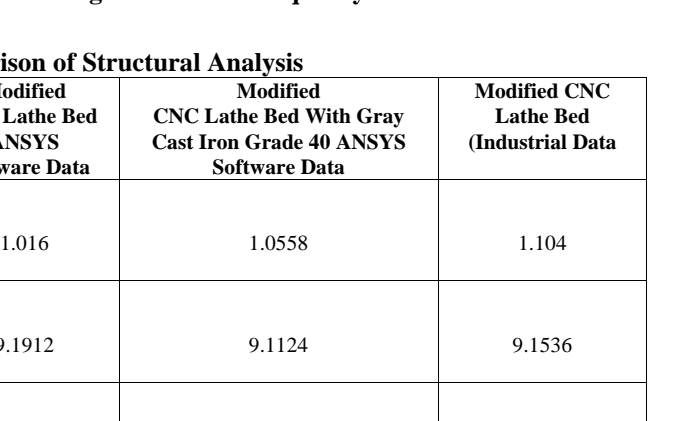 ison of Structural Analysis
Modified
Lathe Bed
ANSYS
ware Data
Modified
CNC Lathe Bed With Gray
Cast Iron Grade 40 ANSYS
Software Data
Modified CNC
Lathe Bed
(Industrial Data
1.016
1.0558
1.104
9.1912
9.1124
9.1536